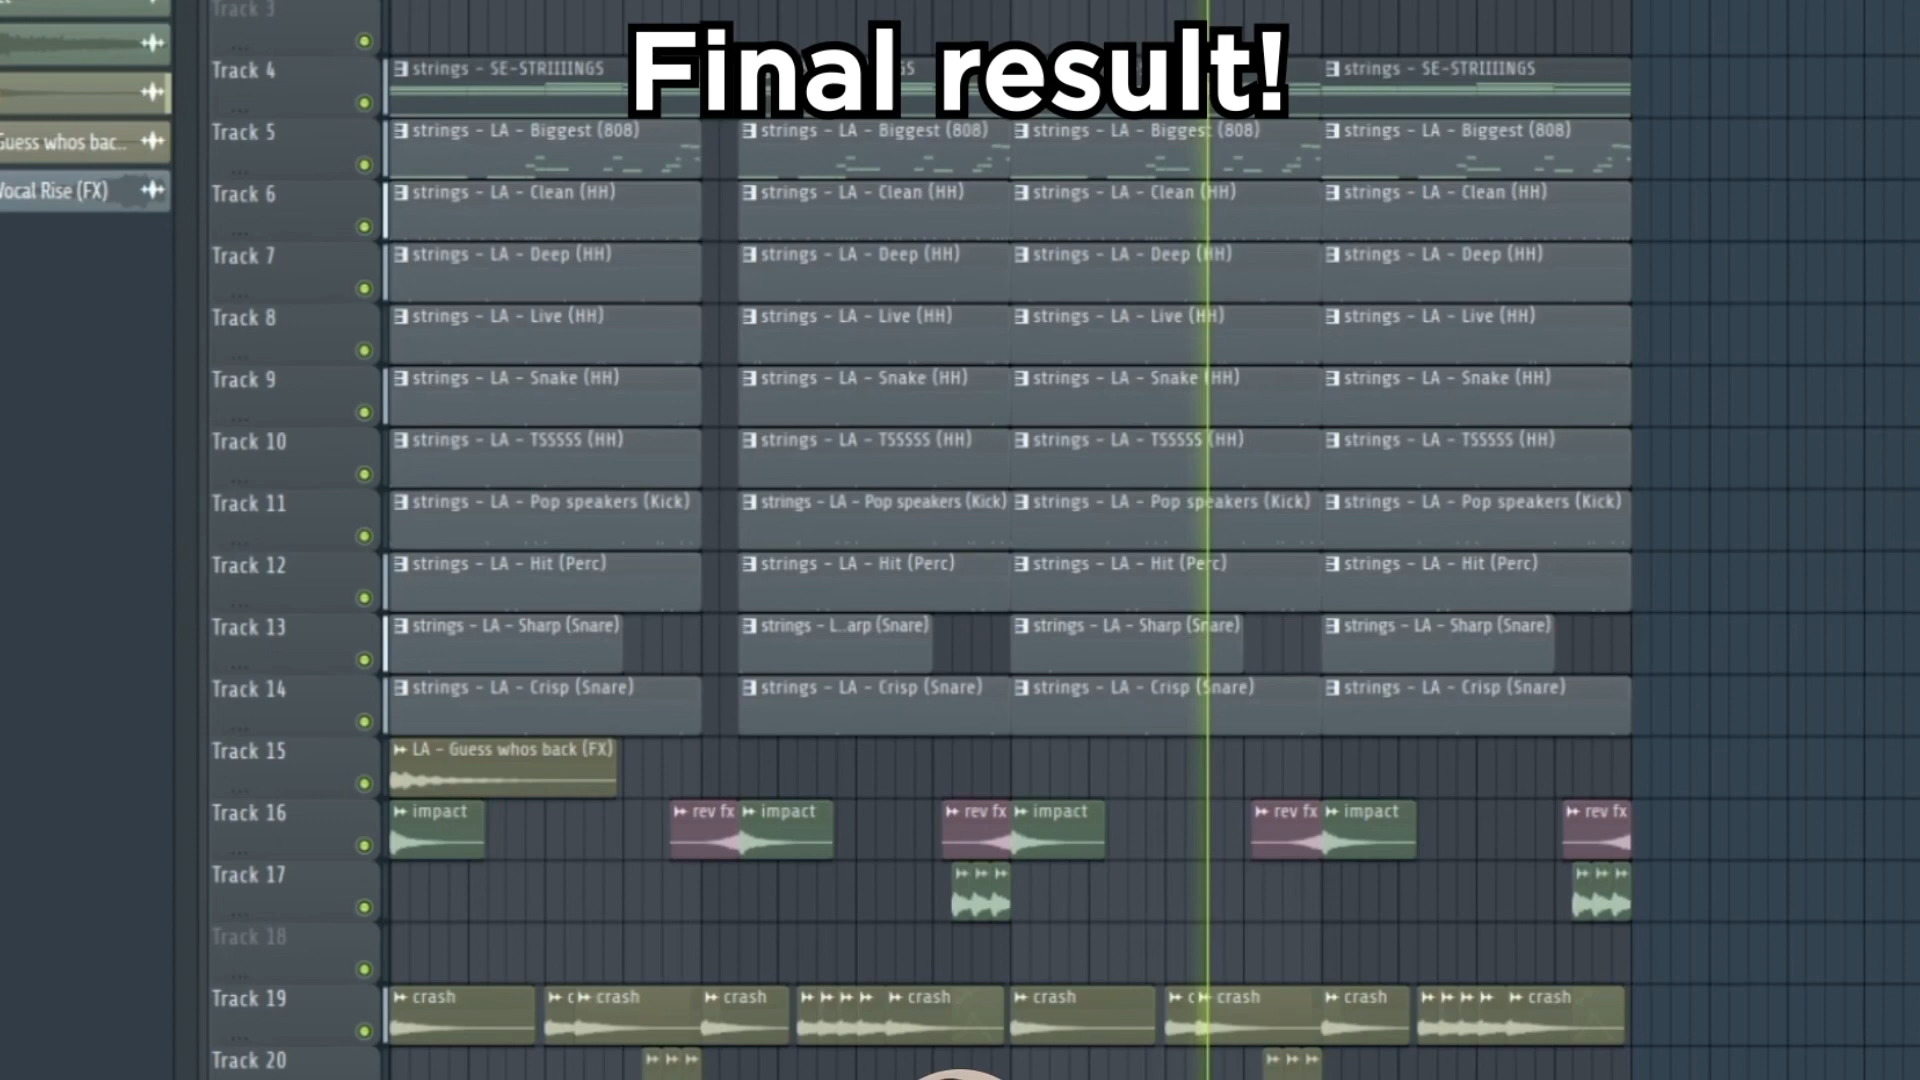 Track 3
Final result!
Track 4
strings - SE-STRIIIINGS
GS
strings - SE-STRIIIINGS
Track 5
strings - LA - Biggest (808)
strings - LA - Biggest (808)
strings - LA - Biggest (808)
strings - LA - Biggest (808)
Guess whos bac...
Vocal Rise (FX)
Track 6
strings - LA - Clean (HH)
strings - LA - Clean (HH)
strings - LA - Clean (HH)
strings - LA - Clean (HH)
Track 7
strings - LA - Deep (HH)
strings - LA - Deep (HH)
strings - LA - Deep (HH)
strings - LA - Deep (HH)
Track 8
strings - LA - Live (HH)
strings - LA - Live (HH)
strings - LA - Live (HH)
strings - LA - Live (HH)
Track 9
strings - LA - Snake (HH)
strings - LA - Snake (HH)
strings - LA - Snake (HH)
strings - LA - Snake (HH)
Track 10
strings - LA - TSSSSS (HH)
strings - LA - TSSSSS (HH)
strings - LA - TSSSSS (HH)
strings - LA - TSSSSS (HH)
Track 11
strings - LA - Pop speakers (Kick)
strings - LA - Pop speakers (Kick)
strings - LA - Pop speakers (Kick)
strings - LA - Pop speakers (Kick)
Track 12
strings - LA - Hit (Perc)
strings - LA - Hit (Perc)
strings - LA - Hit (Perc)
strings - LA - Hit (Perc)
Track 13
strings - LA - Sharp (Snare)
strings - L...arp (Snare)
strings - LA - Sharp (Snare)
strings - LA - Sharp (Snare)
Track 14
strings - LA - Crisp (Snare)
strings - LA - Crisp (Snare)
strings - LA - Crisp (Snare)
strings - LA - Crisp (Snare)
Track 15
LA - Guess whos back (FX)
Track 16
impact
rev fx
impact
rev fx
impact
rev fx
impact
rev fx
Track 17
Track 18
Track 19
crash
c
crash
crash
crash
crash
c
crash
crash
crash
Track 20